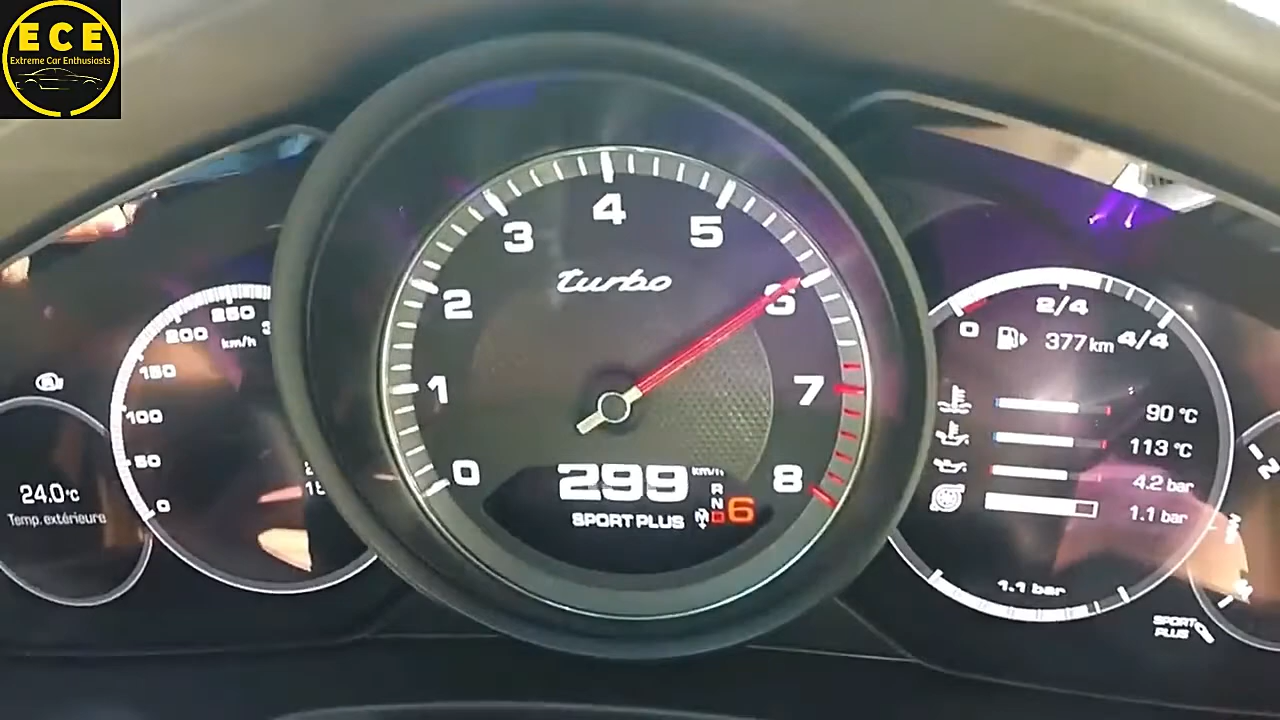 ECE
Extreme Car Enthusiasts
200
250
km/h
150
100
50
0
24.0°C
Temp. extérieure
0
1
2
3
4
5
6
7
8
turbo
299
km/h
R
N
6
SPORT PLUS
0
2/4
4/4
377 km
90 °C
113 °C
4.2 bar
1.1 bar
1.1 bar
SPORT
PLUS
N